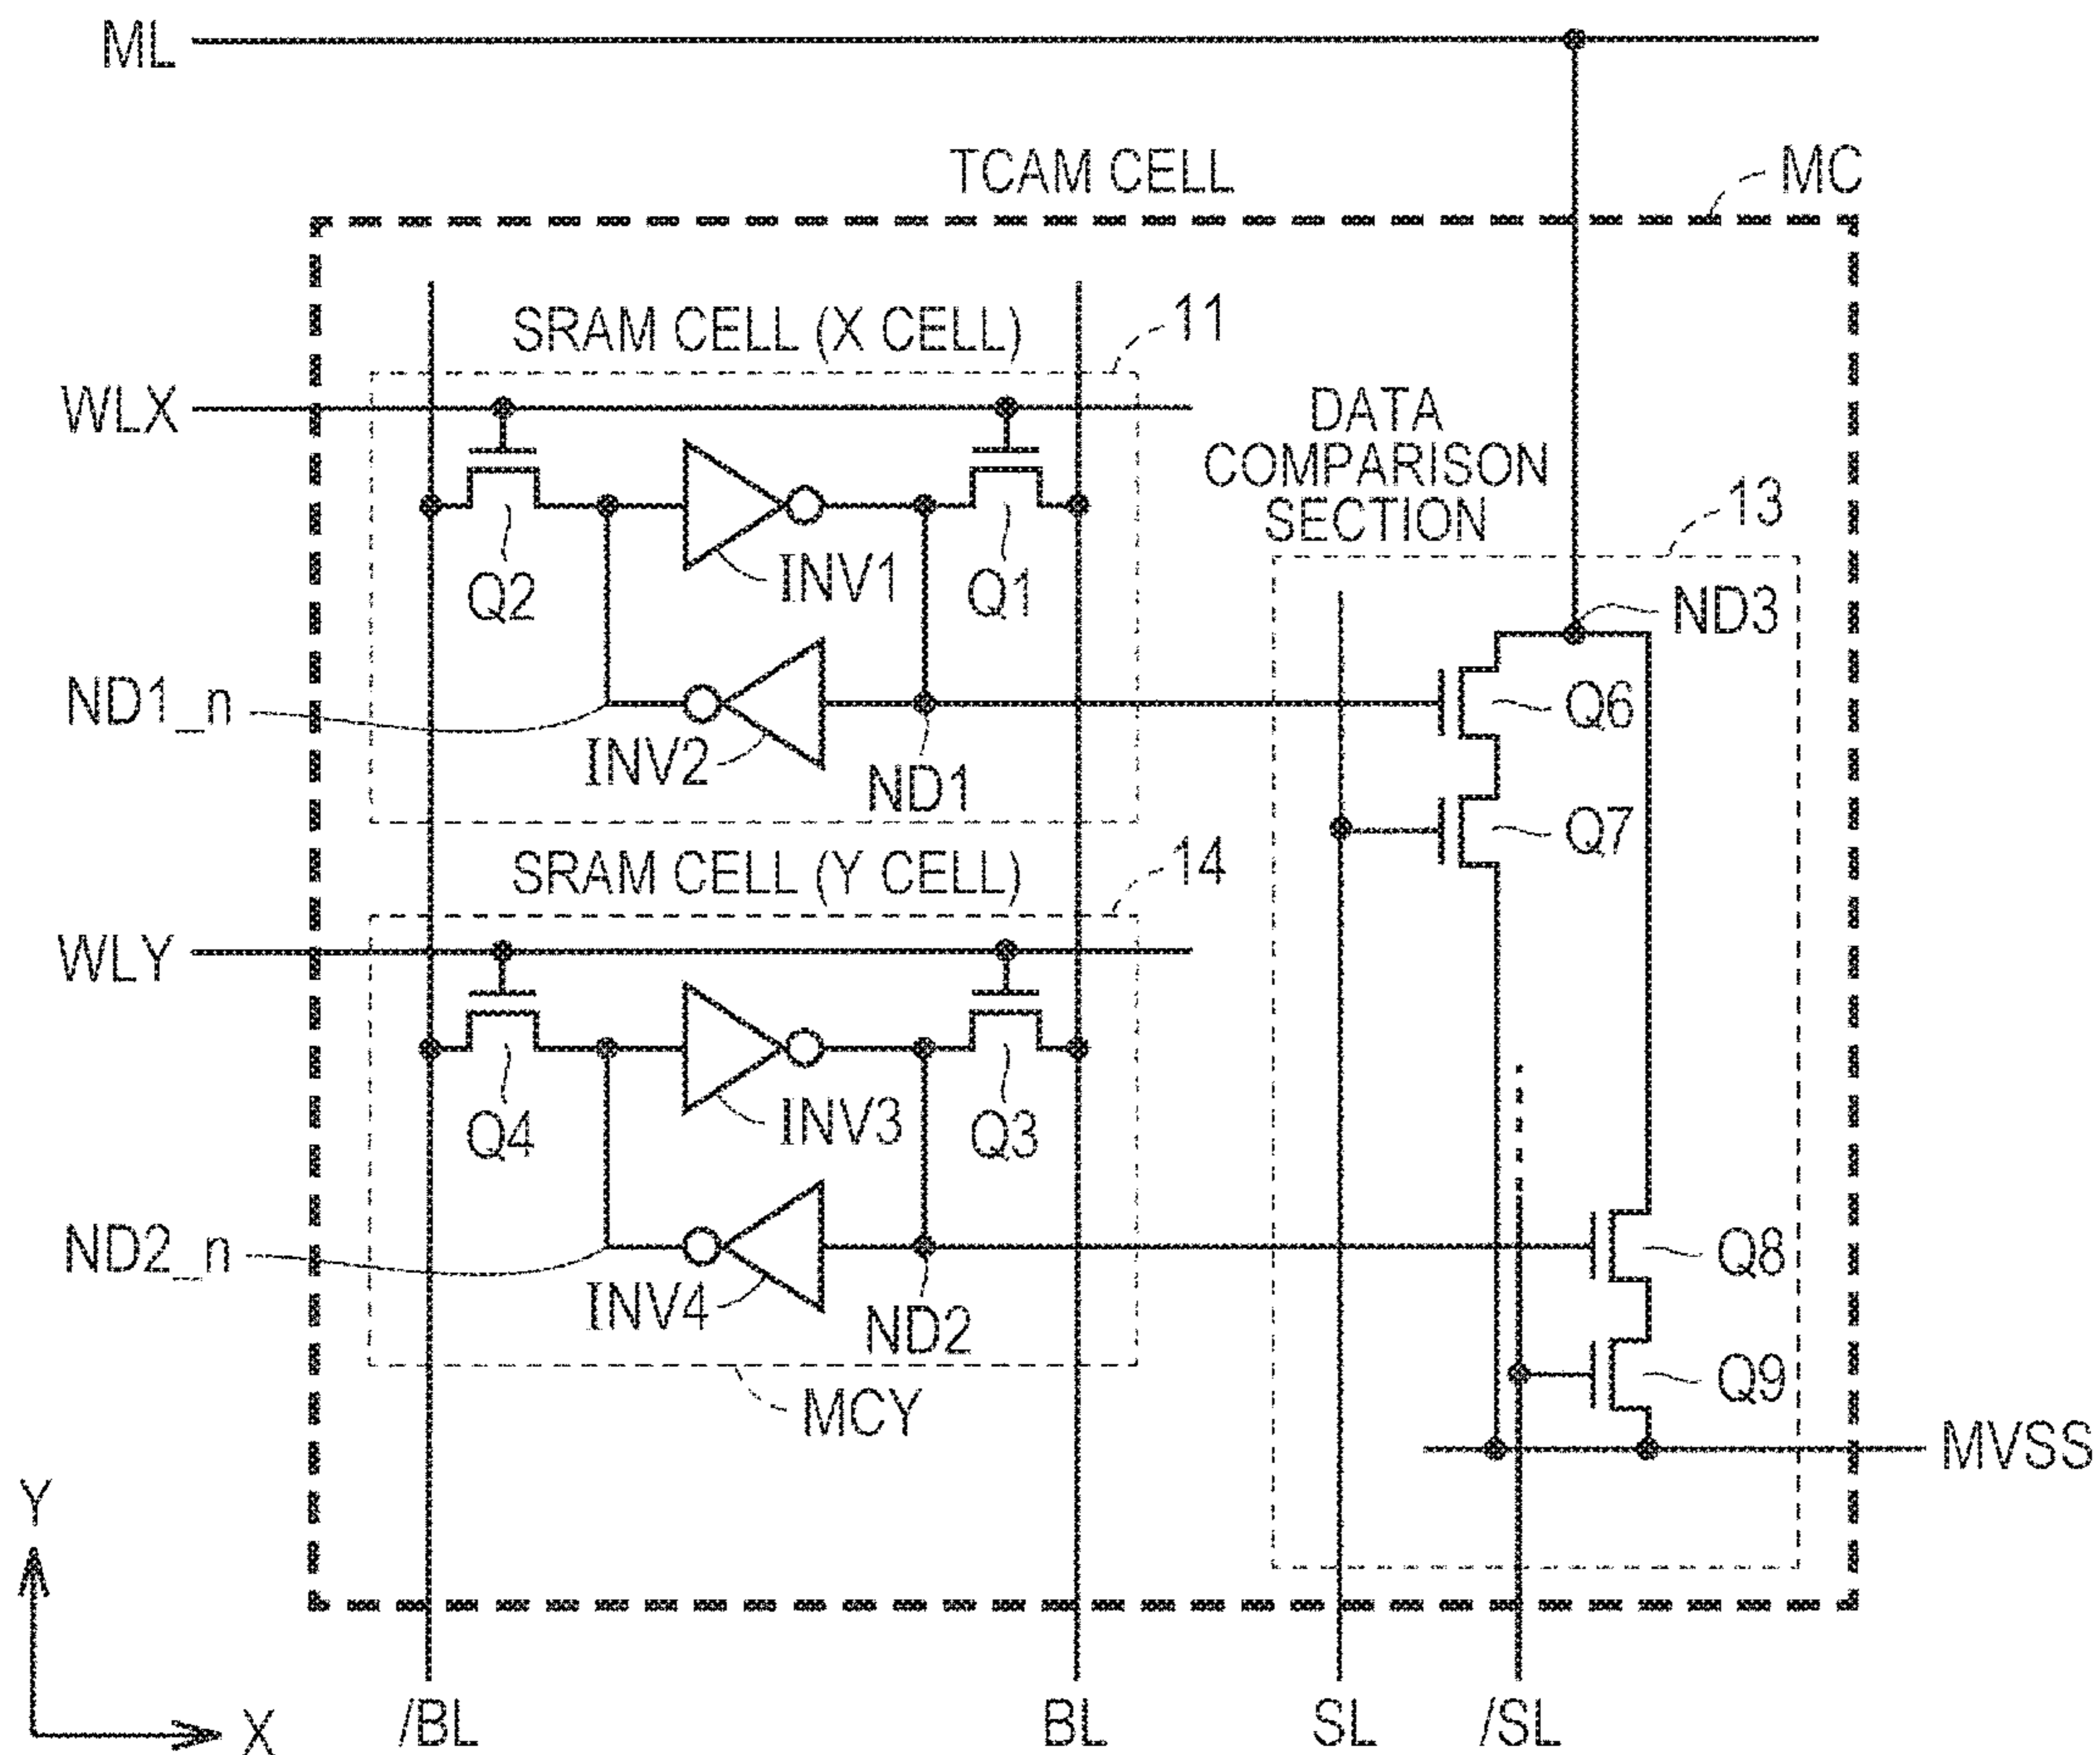 ML
TCAM CELL
MC
SRAM CELL (X CELL)
11
WLX
DATA
COMPARISON
SECTION
13
Q2
INV1
Q1
ND3
ND1_n
Q6
INV2
ND1
Q7
SRAM CELL (Y CELL)
14
WLY
Q4
INV3
Q3
ND2_n
Q8
INV4
ND2
Q9
MCY
MVSS
Y
X
/BL
BL
SL
/SL